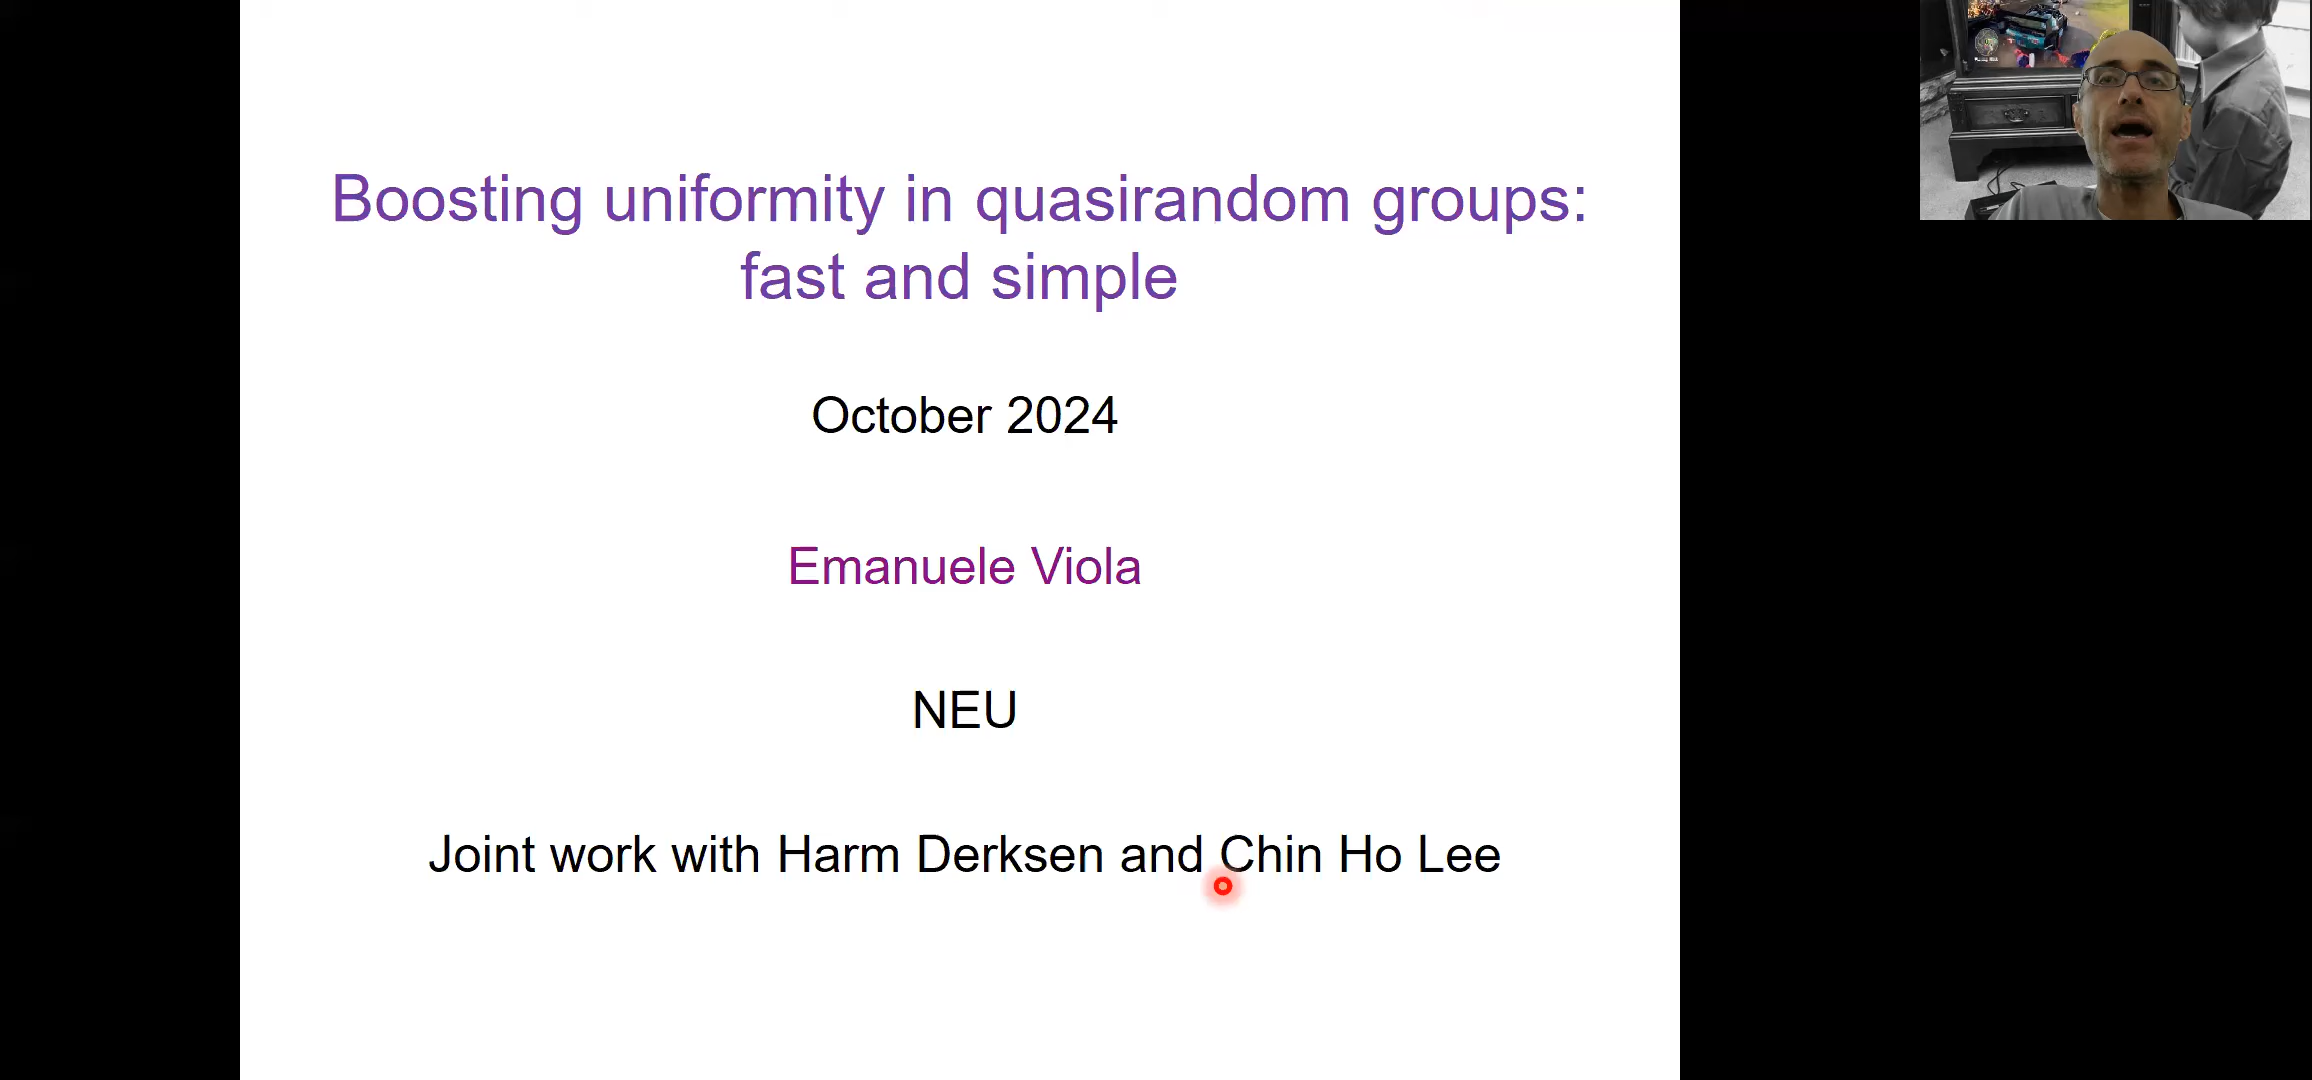 Boosting uniformity in quasirandom groups:
fast and simple
October 2024
Emanuele Viola
NEU
Joint work with Harm Derksen and Chin Ho Lee